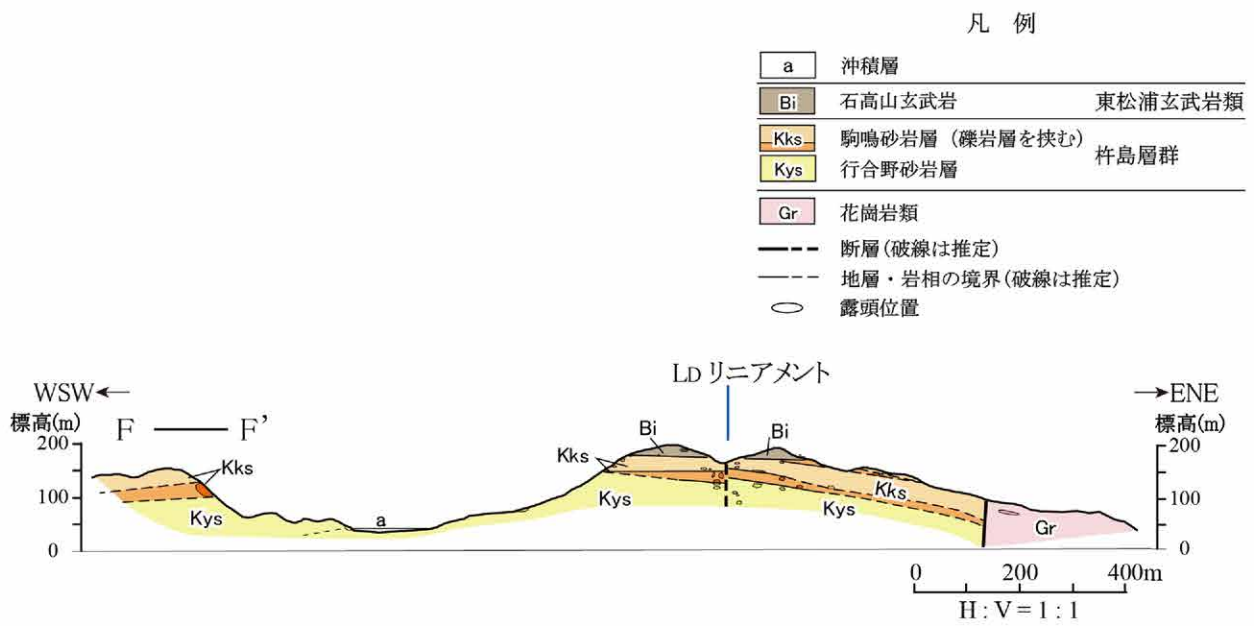 凡 例
a 沖積層
Bi 石高山玄武岩 東松浦玄武岩類
Kks 駒鳴砂岩層（礫岩層を挟む）
杵島層群
Kys 行合野砂岩層
Gr 花崗岩類
断層(破線は推定)
地層・岩相の境界(破線は推定)
露頭位置
LD リニアメント
WSW ENE
標高(m) F F’ 標高(m)
200 Bi Bi 200
Kks Kks
100 Kks 100
Kys a Kys Kys Gr
0 0
0 200 400m
H : V = 1 : 1